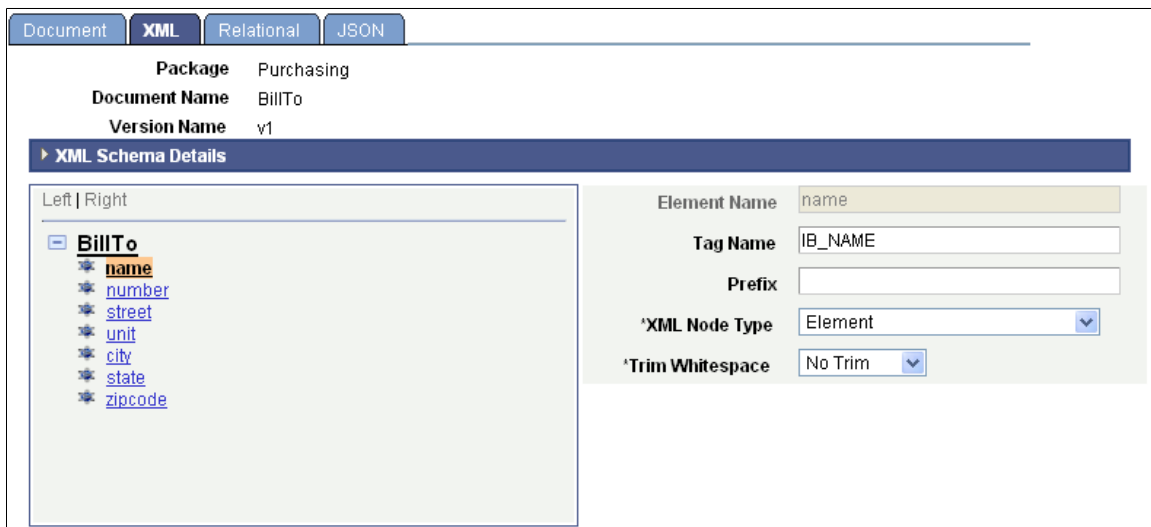 Document XML Relational JSON
Package Purchasing
Document Name BillTo
Version Name v1
XML Schema Details
Left | Right
BillTo
name
number
street
unit
city
state
zipcode
Element Name name
Tag Name IB_NAME
Prefix
*XML Node Type Element
*Trim Whitespace No Trim